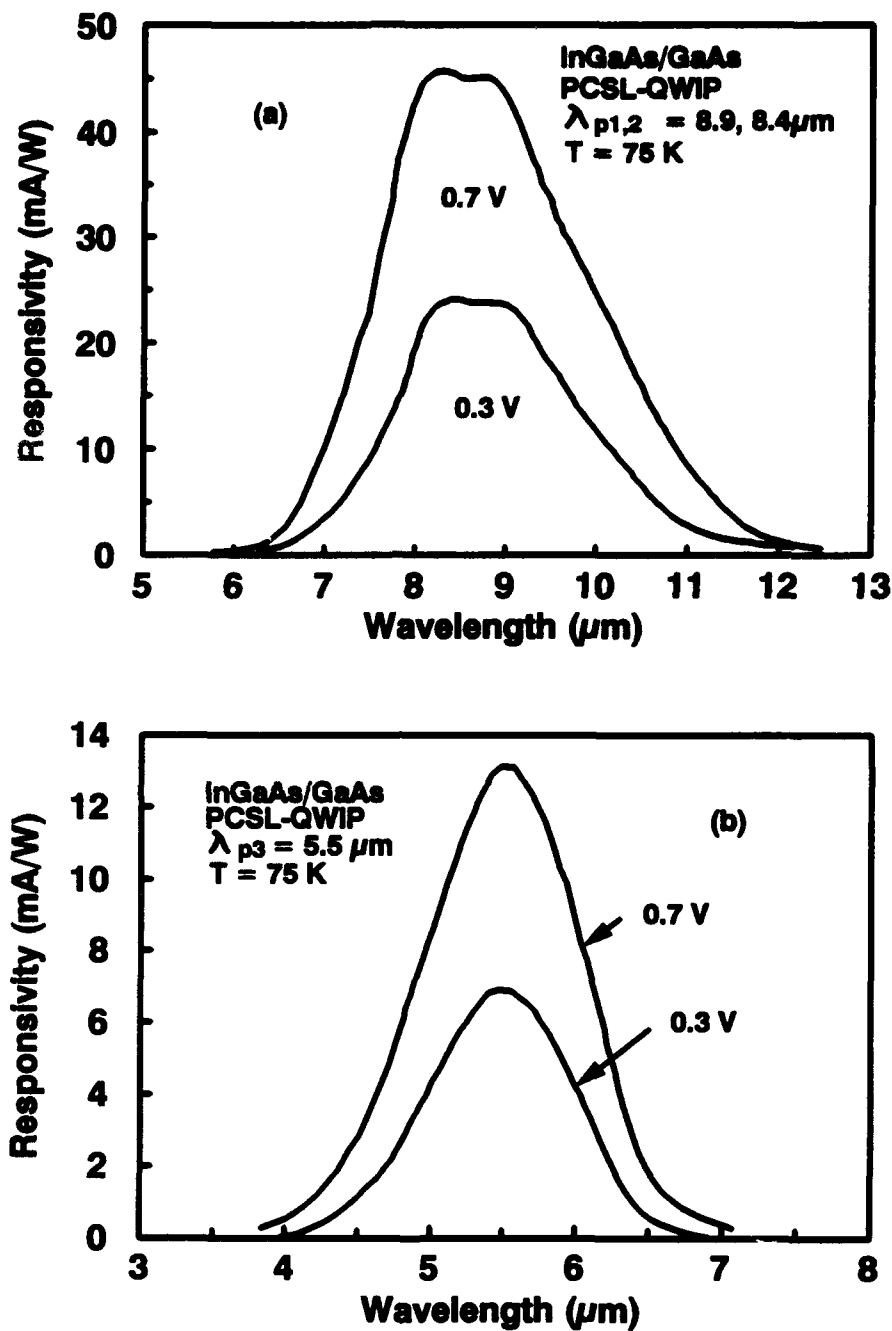 50
40
30
20
10
0
Responsivity (mA/W)
(a)
InGaAs/GaAs
PCSL-QWIP
λp1,2 = 8.9, 8.4µm
T = 75 K
0.7 V
0.3 V
5 6 7 8 9 10 11 12 13
Wavelength (µm)
14
12
10
8
6
4
2
0
Responsivity (mA/W)
InGaAs/GaAs
PCSL-QWIP
λp3 = 5.5 µm
T = 75 K
(b)
0.7 V
0.3 V
3 4 5 6 7 8
Wavelength (µm)